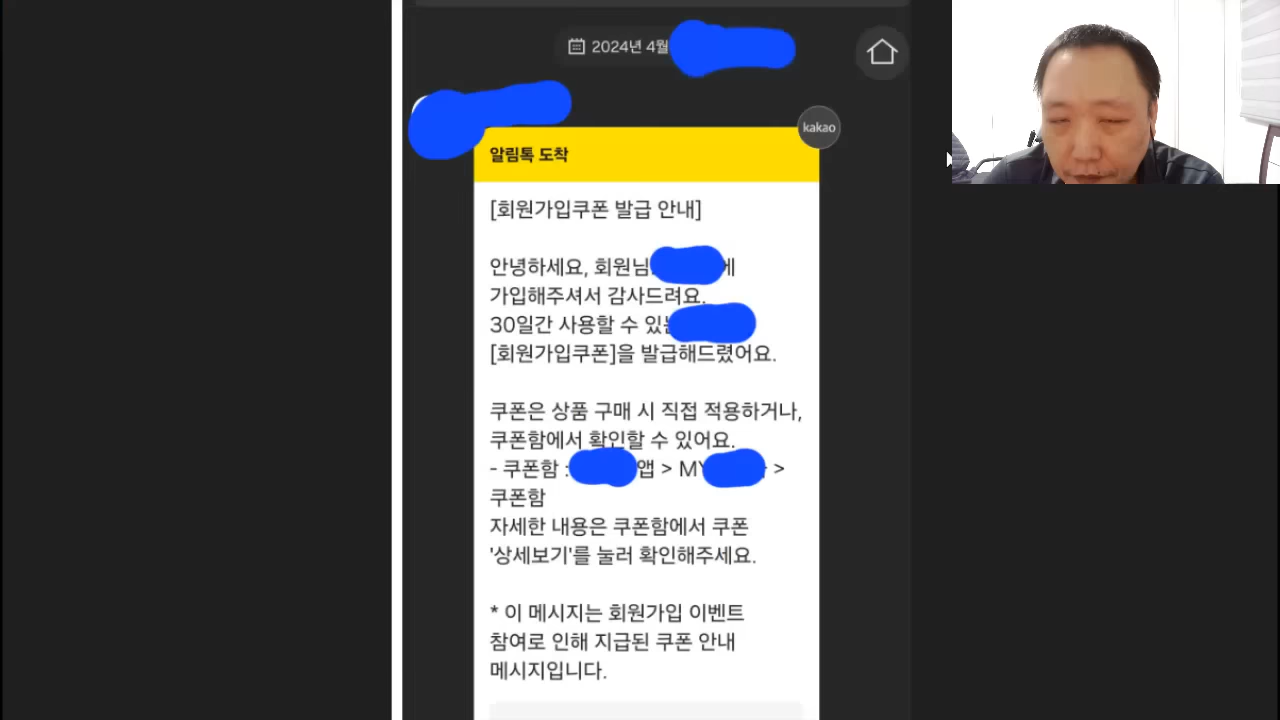 2024년 4월
kakao
알림톡 도착
[회원가입쿠폰 발급 안내]
안녕하세요, 회원님 에
가입해주셔서 감사드려요.
30일간 사용할 수
[회원가입쿠폰]을 발급해드렸어요.
쿠폰은 상품 구매 시 직접 적용하거나,
쿠폰함에서 확인할 수 있어요.
- 쿠폰함 : 앱 > MY >
쿠폰함
자세한 내용은 쿠폰함에서 쿠폰
'상세보기'를 눌러 확인해주세요.
* 이 메시지는 회원가입 이벤트
참여로 인해 지급된 쿠폰 안내
메시지입니다.